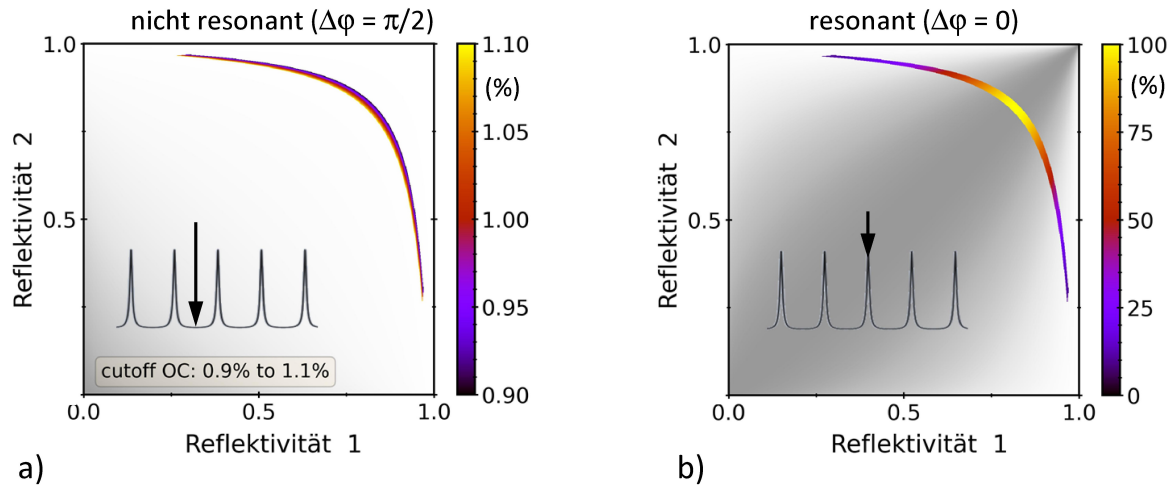 nicht resonant (Δφ = π/2)
1.0
0.5
0.0
0.5
1.0
Reflektivität 2
Reflektivität 1
cutoff OC: 0.9% to 1.1%
1.10
(%)
1.05
1.00
0.95
0.90
a)
resonant (Δφ = 0)
1.0
0.5
0.0
0.5
1.0
Reflektivität 2
Reflektivität 1
100
(%)
75
50
25
0
b)